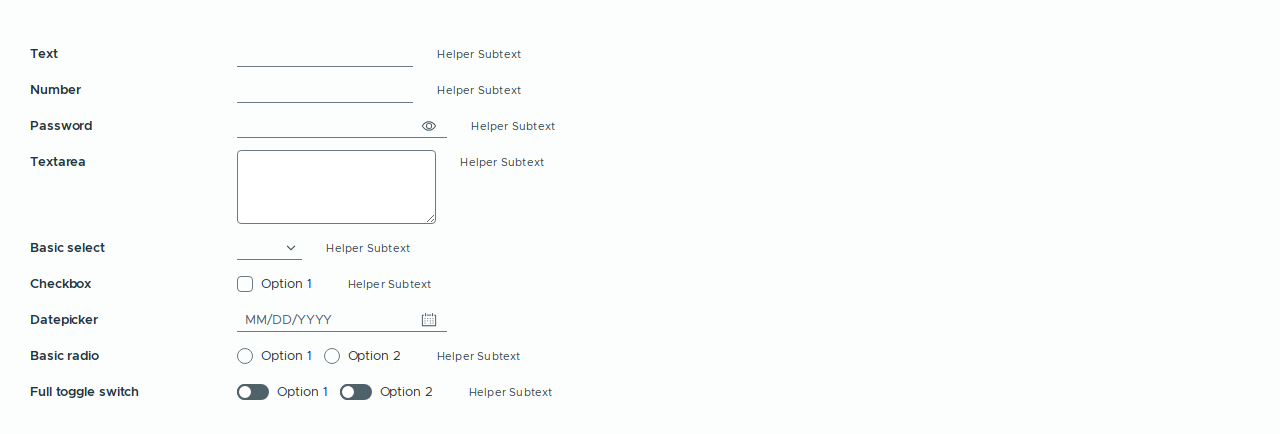 Text Helper Subtext
Number Helper Subtext
Password Helper Subtext
Textarea Helper Subtext
Basic select Helper Subtext
Checkbox Option 1 Helper Subtext
Datepicker MM/DD/YYYY
Basic radio Option 1 Option 2 Helper Subtext
Full toggle switch Option 1 Option 2 Helper Subtext